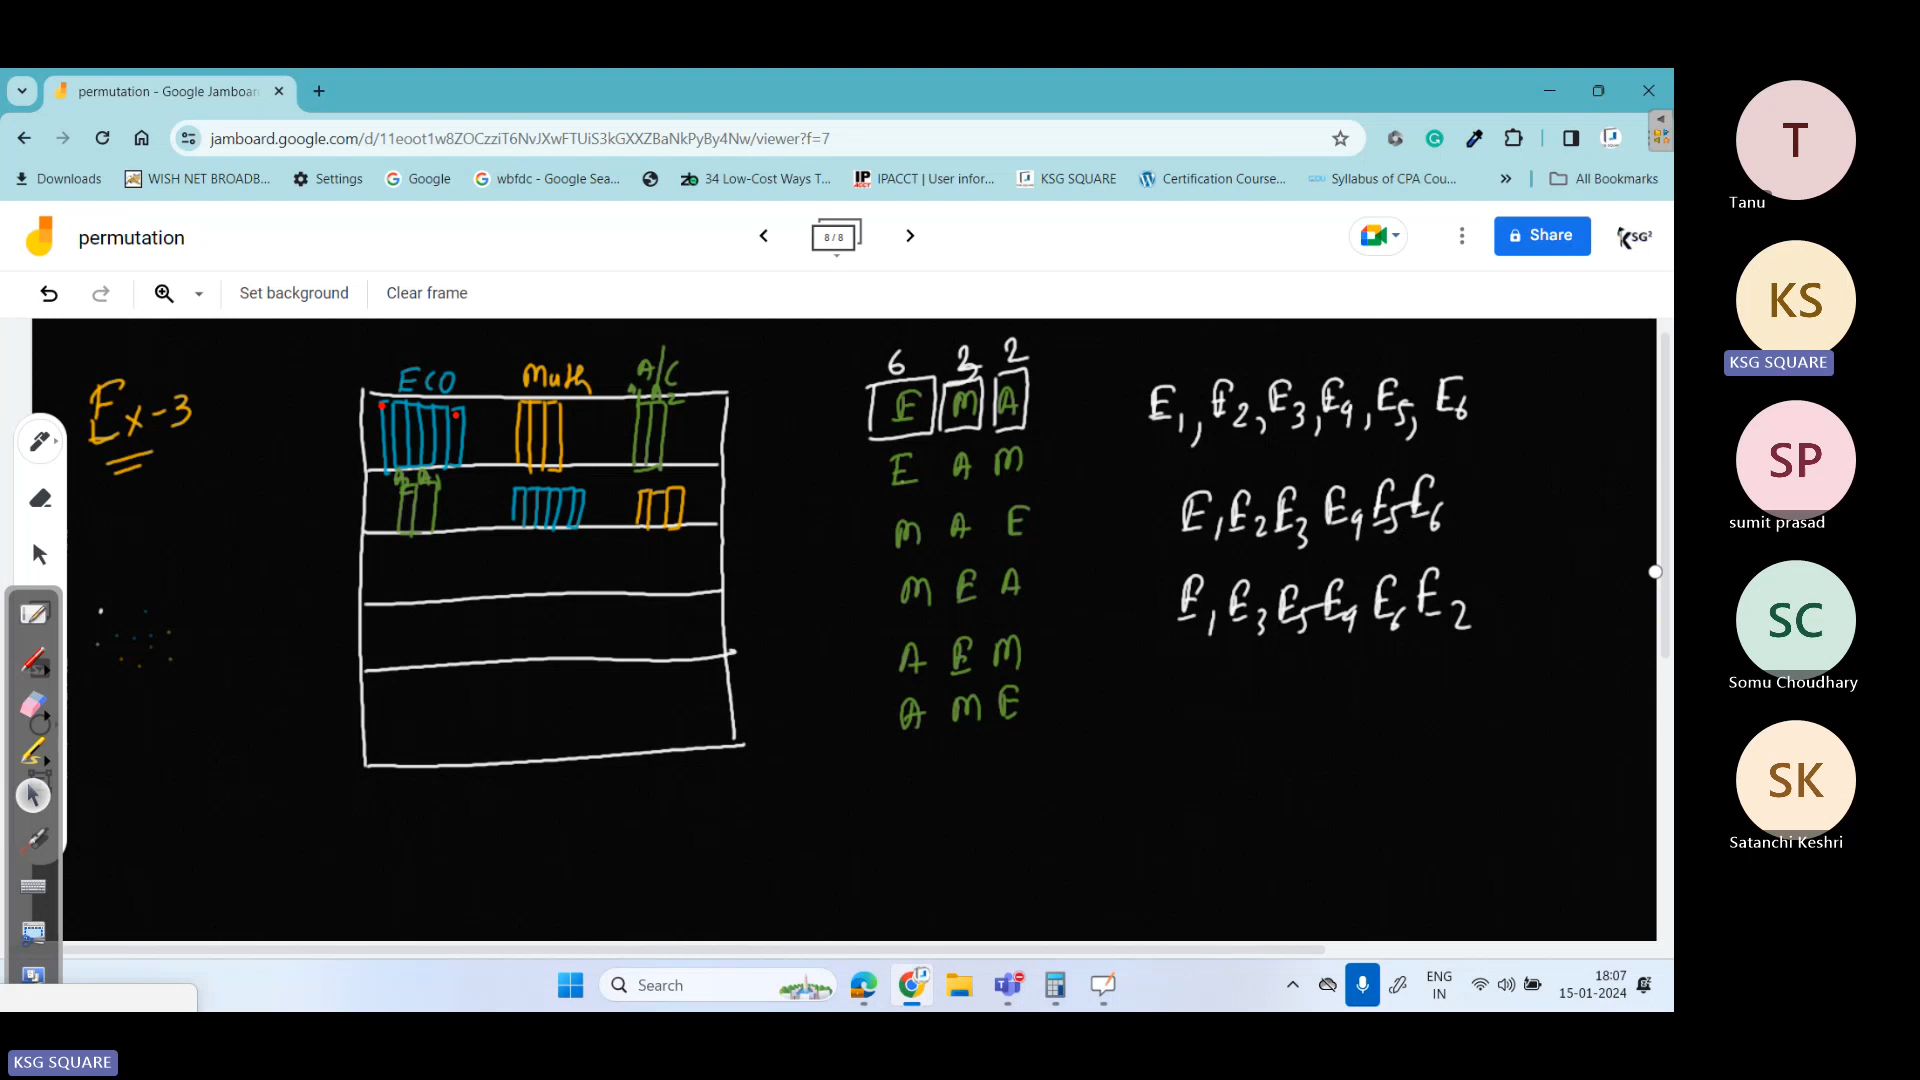 permutation - Google Jamboar
jamboard.google.com/d/11eoot1w8ZOCzziT6NvJXwFTUiS3kGXXZBaNkPyBy4Nw/viewer?f=7
Downloads WISH NET BROADB... Settings Google wbfdc - Google Sea... 34 Low-Cost Ways T... IPACCT | User infor... KSG SQUARE Certification Course... Syllabus of CPA Cou... » All Bookmarks
permutation 8 / 8 Share KSG²
Set background Clear frame
Ex-3
ECO Math A/C
6 2 2
E M A
E A M
M A E
M E A
A E M
A M E
E1, E2, E3, E4, E5, E6
E1 E2 E3 E4 E5 E6
E1 E3 E5 E4 E6 E2
T
Tanu
KS
KSG SQUARE
SP
sumit prasad
SC
Somu Choudhary
SK
Satanchi Keshri
Search
ENG
IN
18:07
15-01-2024
KSG SQUARE